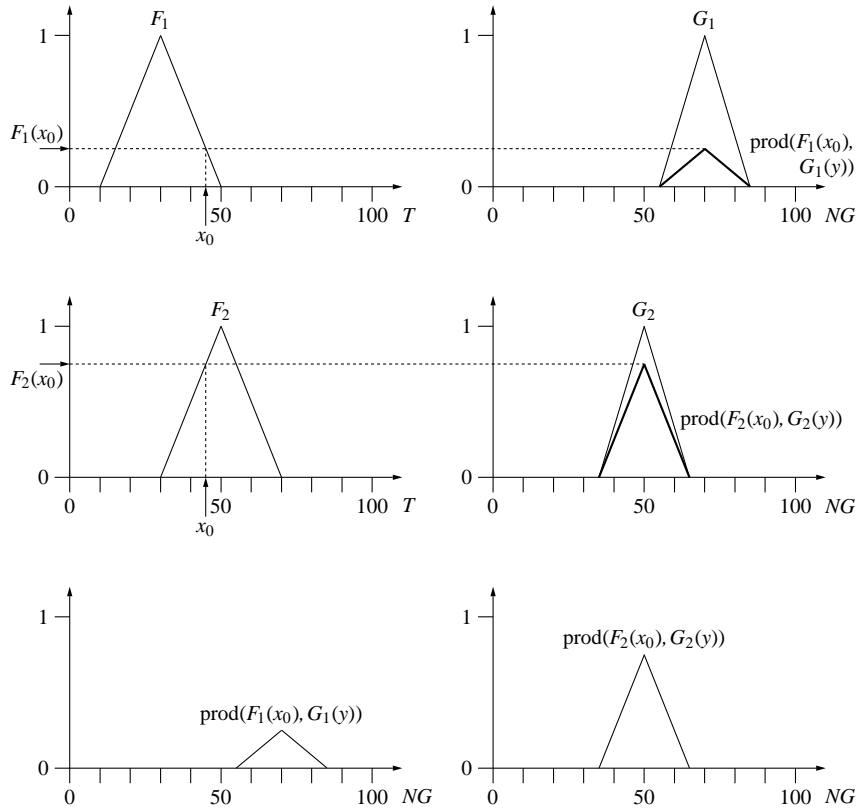 F1 G1
1 1
F1(x0) prod(F1(x0),
G1(y))
0 0
0 50 100 T 0 50 100 NG
x0
F2 G2
1 1
F2(x0) prod(F2(x0), G2(y))
0 0
0 50 100 T 0 50 100 NG
x0
1 1
prod(F2(x0), G2(y))
prod(F1(x0), G1(y))
0 0
0 50 100 NG 0 50 100 NG